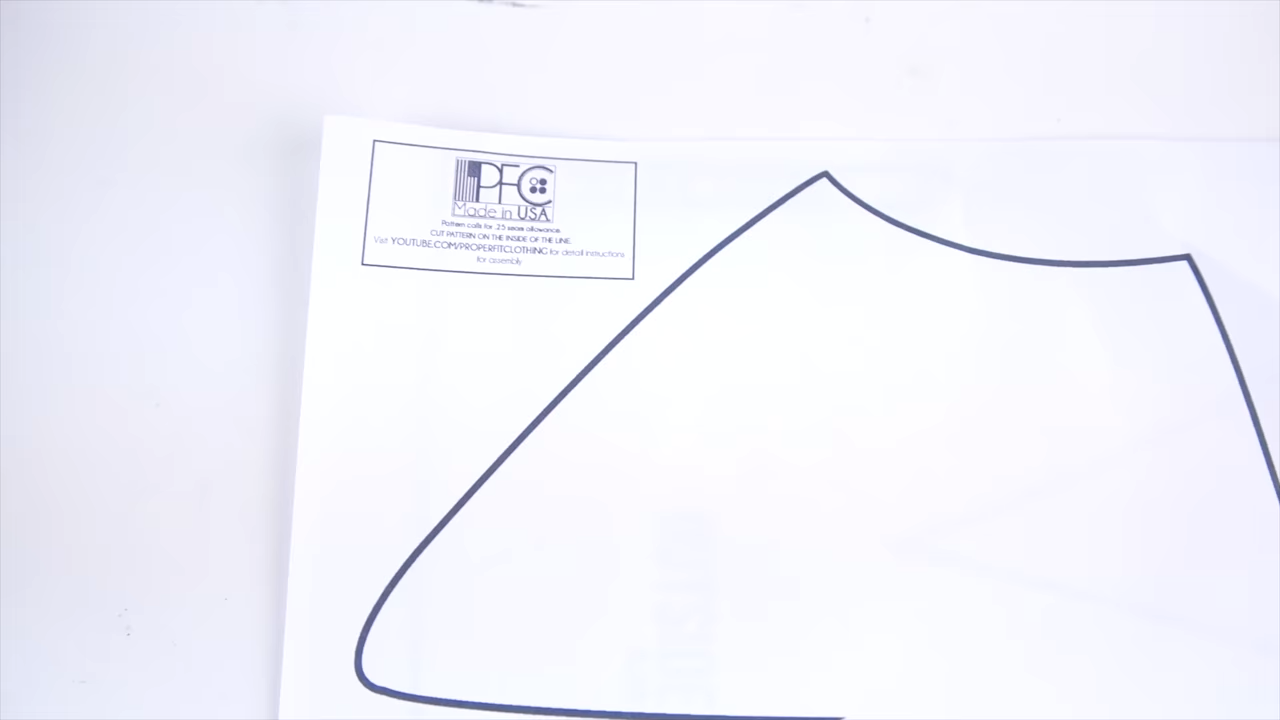 PFC
Made in USA
Pattern calls for .25 seam allowance.
CUT PATTERN ON THE INSIDE OF THE LINE.
Visit YOUTUBE.COM/PROPERFITCLOTHING for detail instructions
for assembly